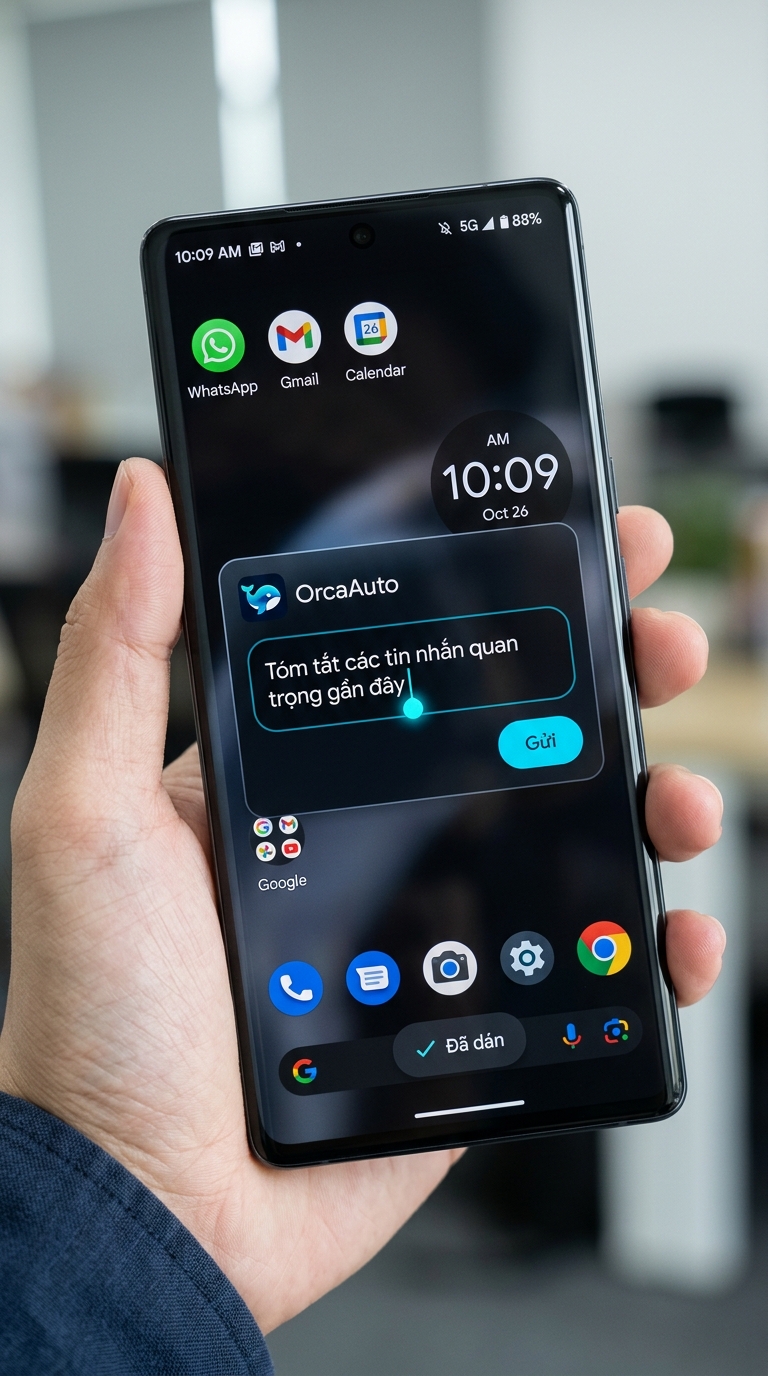 10:09 AM
5G 88%
WhatsApp
Gmail
26
Calendar
AM
10:09
Oct 26
OrcaAuto
Tóm tắt các tin nhắn quan
trọng gần đây
Gửi
Google
Đã dán